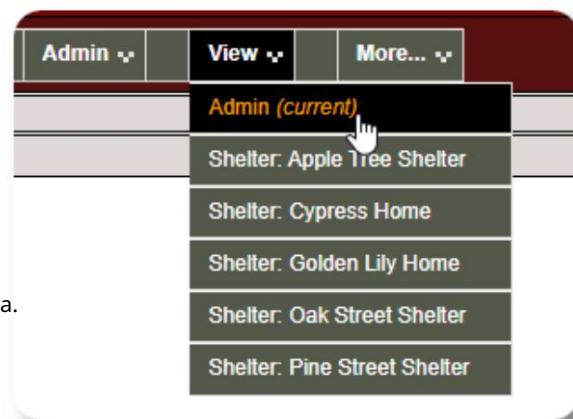 Admin View More...
Admin (current)
Shelter: Apple Tree Shelter
Shelter: Cypress Home
Shelter: Golden Lily Home
a.
Shelter: Oak Street Shelter
Shelter: Pine Street Shelter